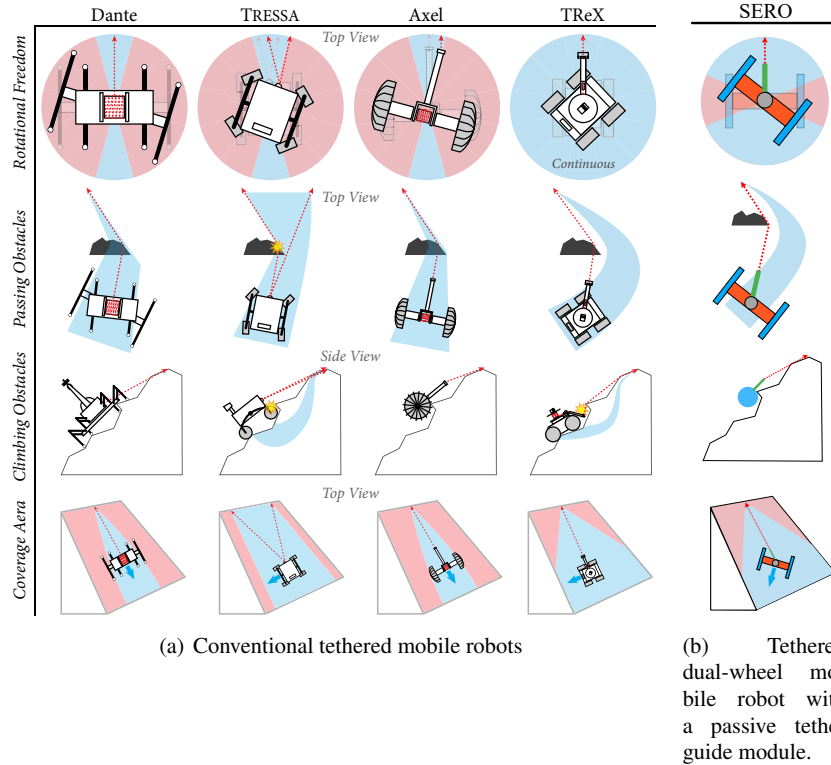 Dante TRESSA Axel TReX SERO
Rotational Freedom
Top View
Continuous
Passing Obstacles
Top View
Climbing Obstacles
Side View
Coverage Aera
Top View
(a) Conventional tethered mobile robots
(b) Tethere
dual-wheel mo
bile robot wit
a passive tethe
guide module.